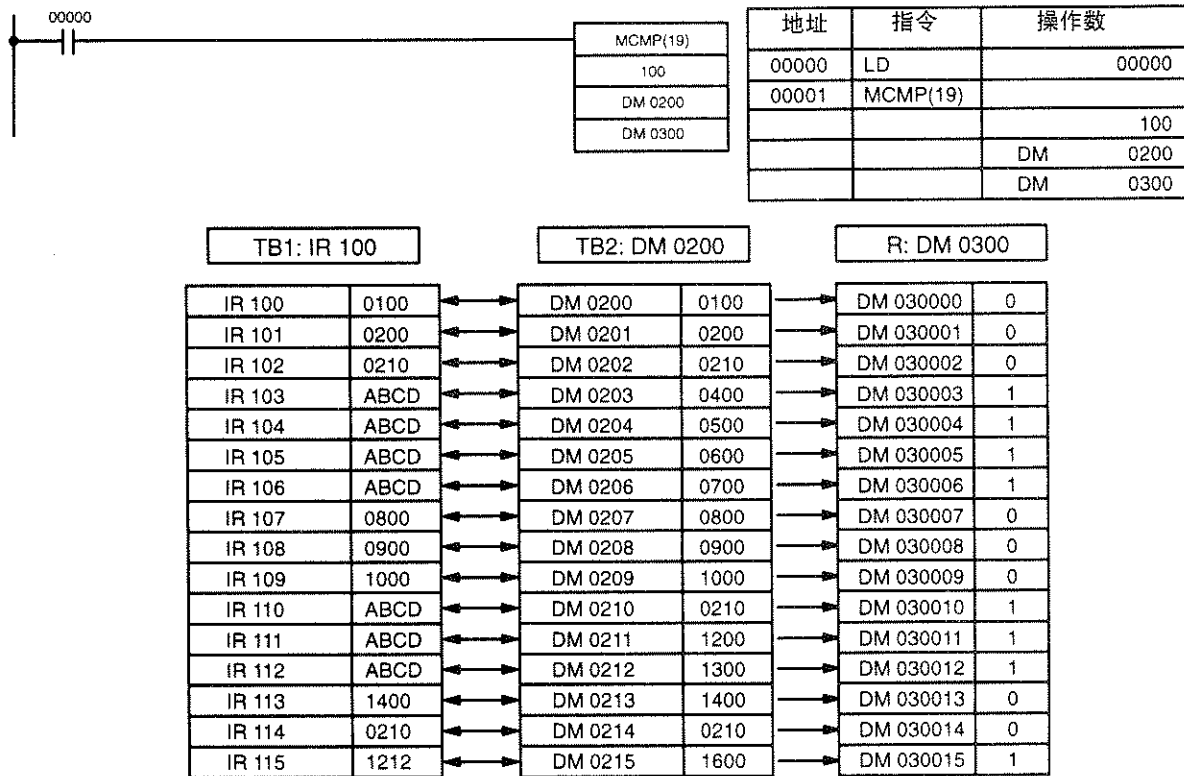 00000
MCMP(19)
100
DM 0200
DM 0300
地址 指令 操作数
00000 LD 00000
00001 MCMP(19)
100
DM 0200
DM 0300
TB1: IR 100 TB2: DM 0200 R: DM 0300
IR 100 0100 DM 0200 0100 DM 030000 0
IR 101 0200 DM 0201 0200 DM 030001 0
IR 102 0210 DM 0202 0210 DM 030002 0
IR 103 ABCD DM 0203 0400 DM 030003 1
IR 104 ABCD DM 0204 0500 DM 030004 1
IR 105 ABCD DM 0205 0600 DM 030005 1
IR 106 ABCD DM 0206 0700 DM 030006 1
IR 107 0800 DM 0207 0800 DM 030007 0
IR 108 0900 DM 0208 0900 DM 030008 0
IR 109 1000 DM 0209 1000 DM 030009 0
IR 110 ABCD DM 0210 0210 DM 030010 1
IR 111 ABCD DM 0211 1200 DM 030011 1
IR 112 ABCD DM 0212 1300 DM 030012 1
IR 113 1400 DM 0213 1400 DM 030013 0
IR 114 0210 DM 0214 0210 DM 030014 0
IR 115 1212 DM 0215 1600 DM 030015 1